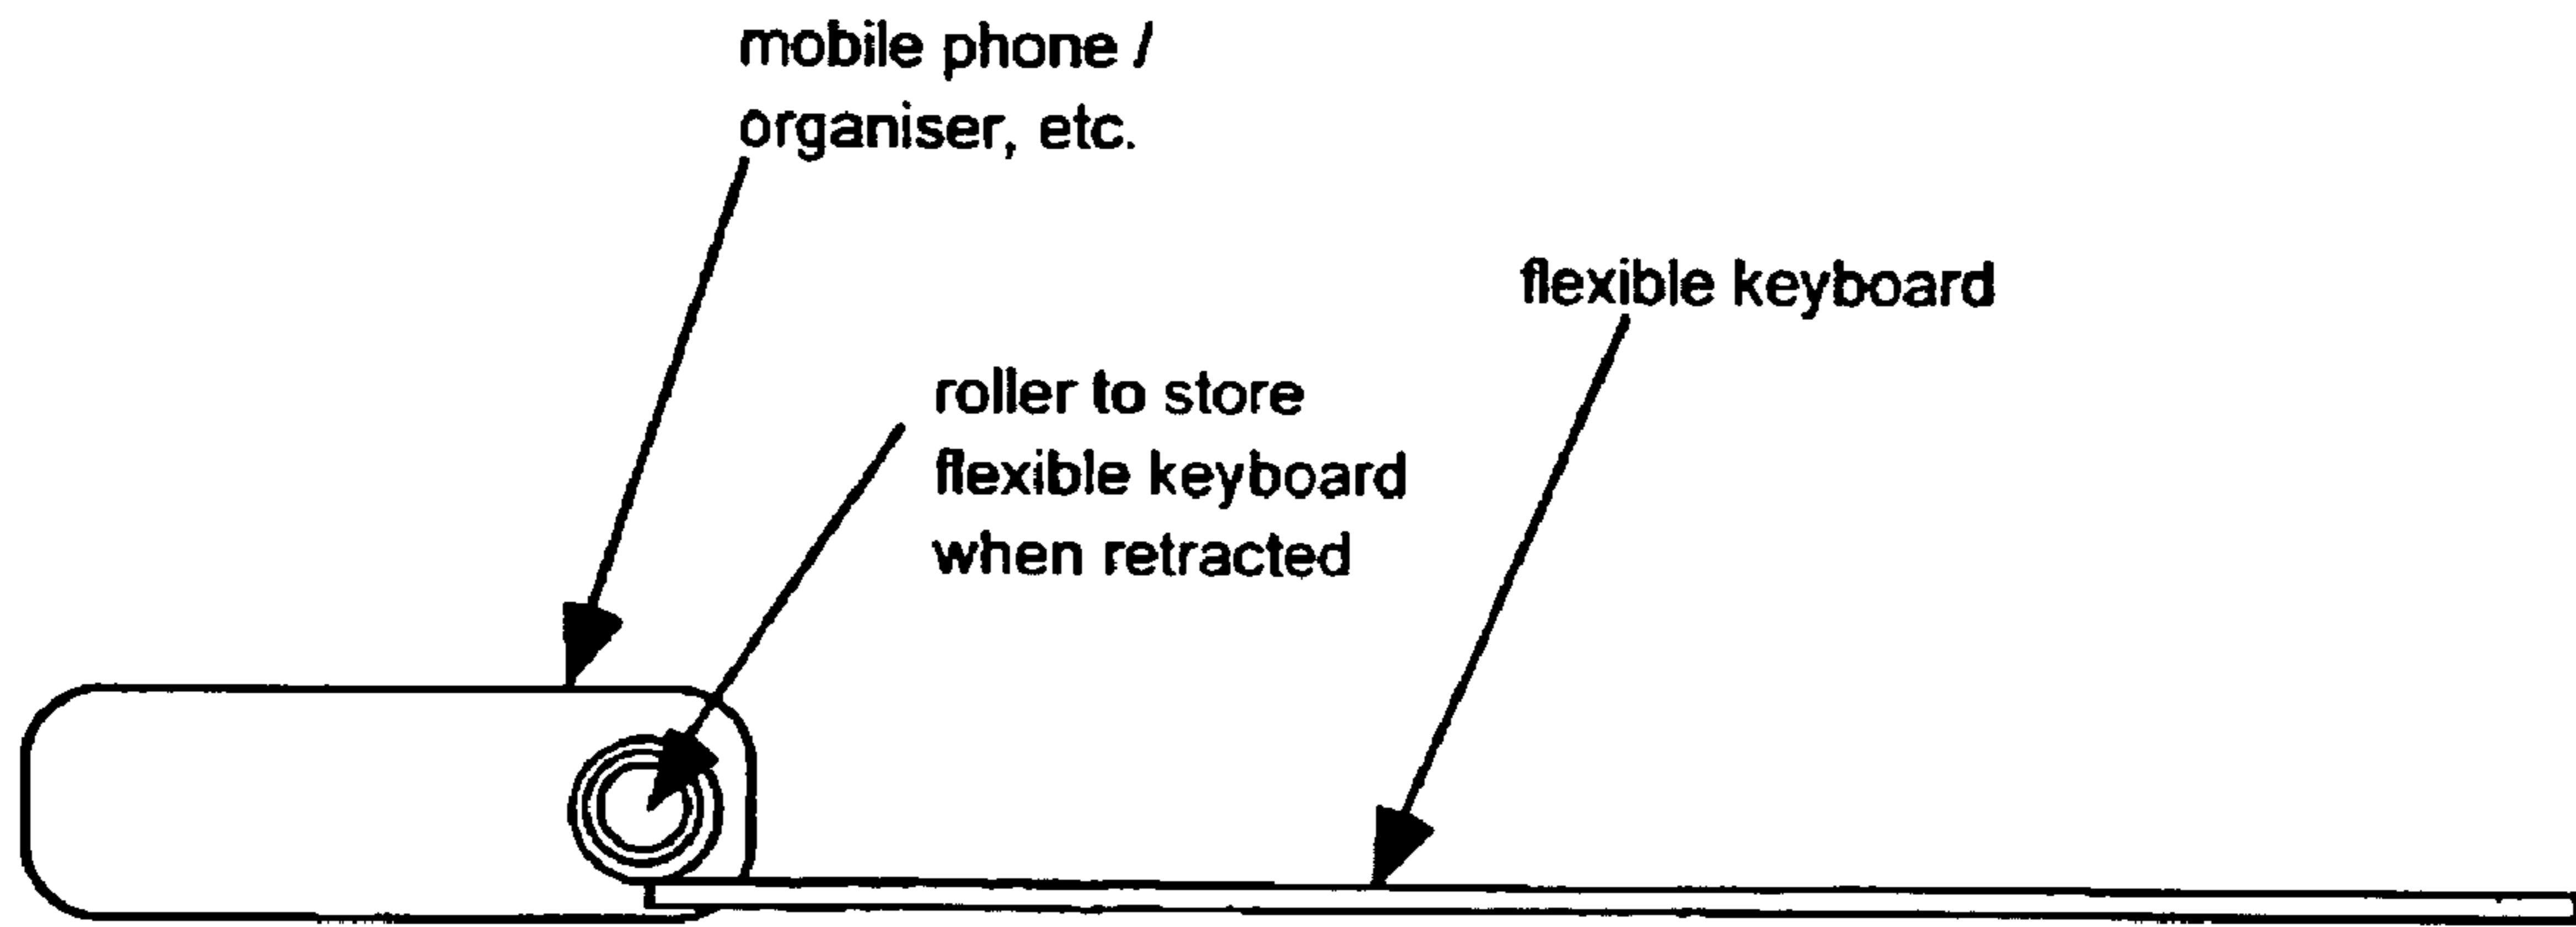 mobile phone /
organiser, etc.
flexible keyboard
roller to store
flexible keyboard
when retracted